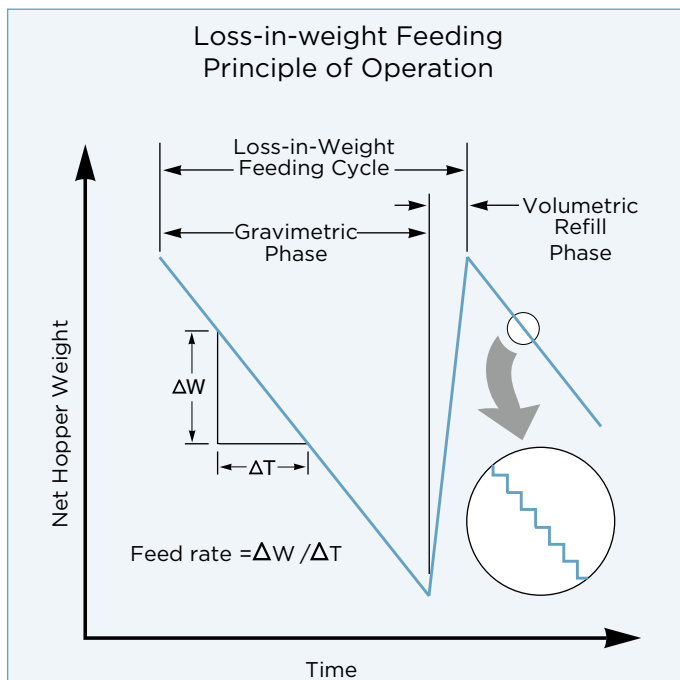 Loss-in-weight Feeding
Principle of Operation
Loss-in-Weight
Feeding Cycle
Gravimetric
Phase
Volumetric
Refill
Phase
Net Hopper Weight
ΔW
ΔT
Feed rate =ΔW /ΔT
Time